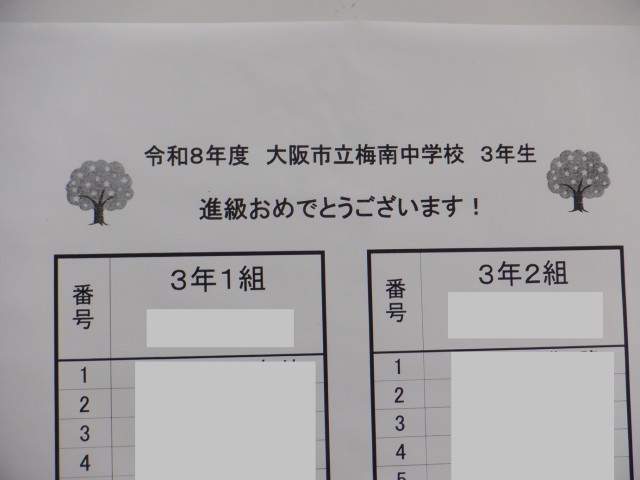 令和8年度　大阪市立梅南中学校　3年生
進級おめでとうございます！
番号
3年1組
1
2
3
4
番号
3年2組
1
2
3
4
5